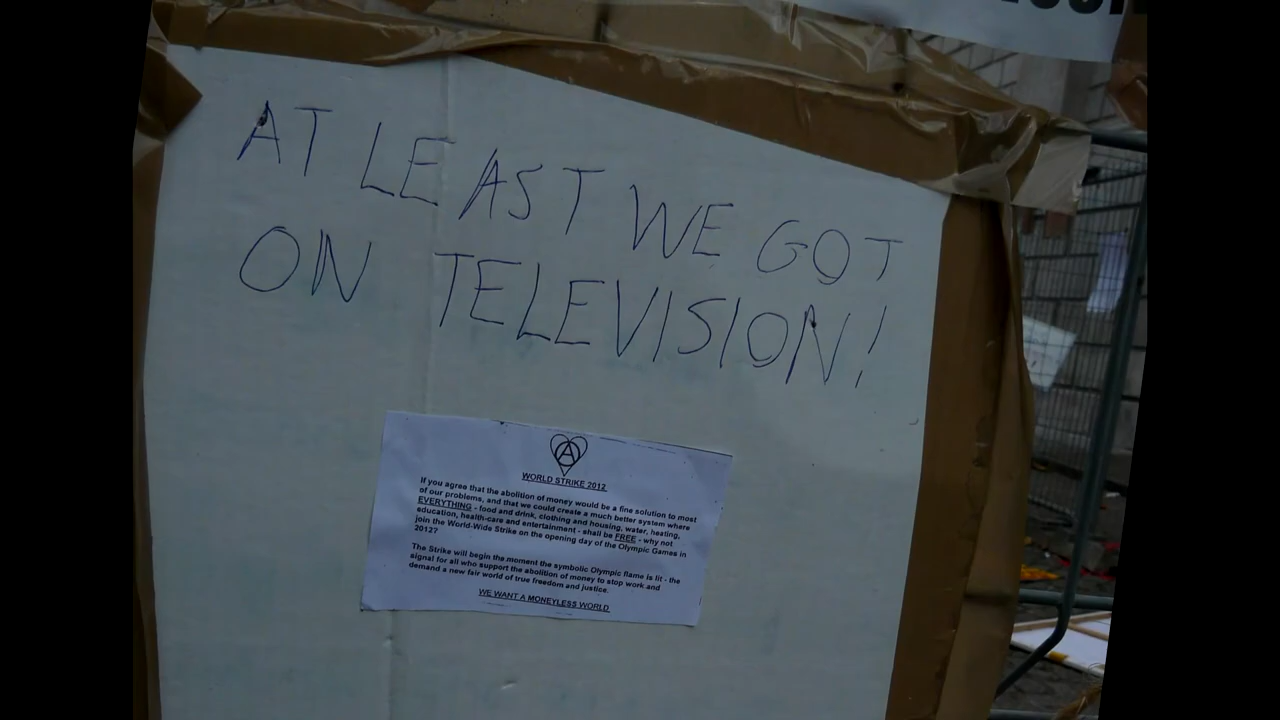 AT LEAST WE GOT
ON TELEVISION!
WORLD STRIKE 2012
If you agree that the abolition of money would be a fine solution to most
of our problems, and that we could create a much better system where
EVERYTHING - food and drink, clothing and housing, water, heating,
education, health-care and entertainment - shall be FREE - why not
join the World-Wide Strike on the opening day of the Olympic Games in
2012?
The Strike will begin the moment the symbolic Olympic flame is lit - the
signal for all who support the abolition of money to stop work and
demand a new fair world of true freedom and justice.
WE WANT A MONEYLESS WORLD